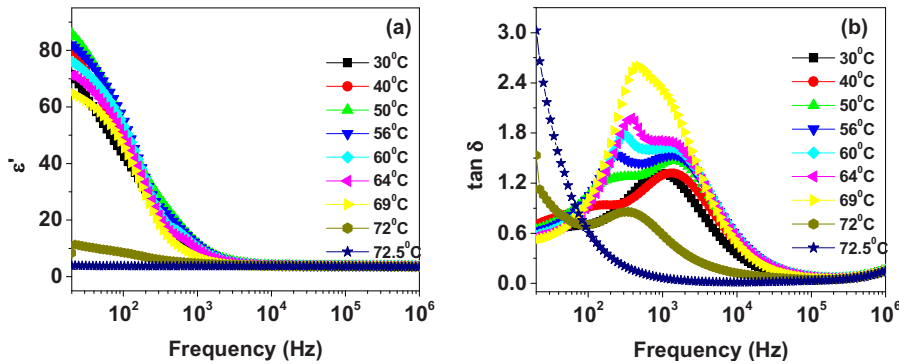 (a)
80
60
40
20
0
ε'
30⁰C
40⁰C
50⁰C
56⁰C
60⁰C
64⁰C
69⁰C
72⁰C
72.5⁰C
10² 10³ 10⁴ 10⁵ 10⁶
Frequency (Hz)
(b)
3.0
2.4
1.8
1.2
0.6
0.0
tan δ
30⁰C
40⁰C
50⁰C
56⁰C
60⁰C
64⁰C
69⁰C
72⁰C
72.5⁰C
10² 10³ 10⁴ 10⁵ 10⁶
Frequency (Hz)